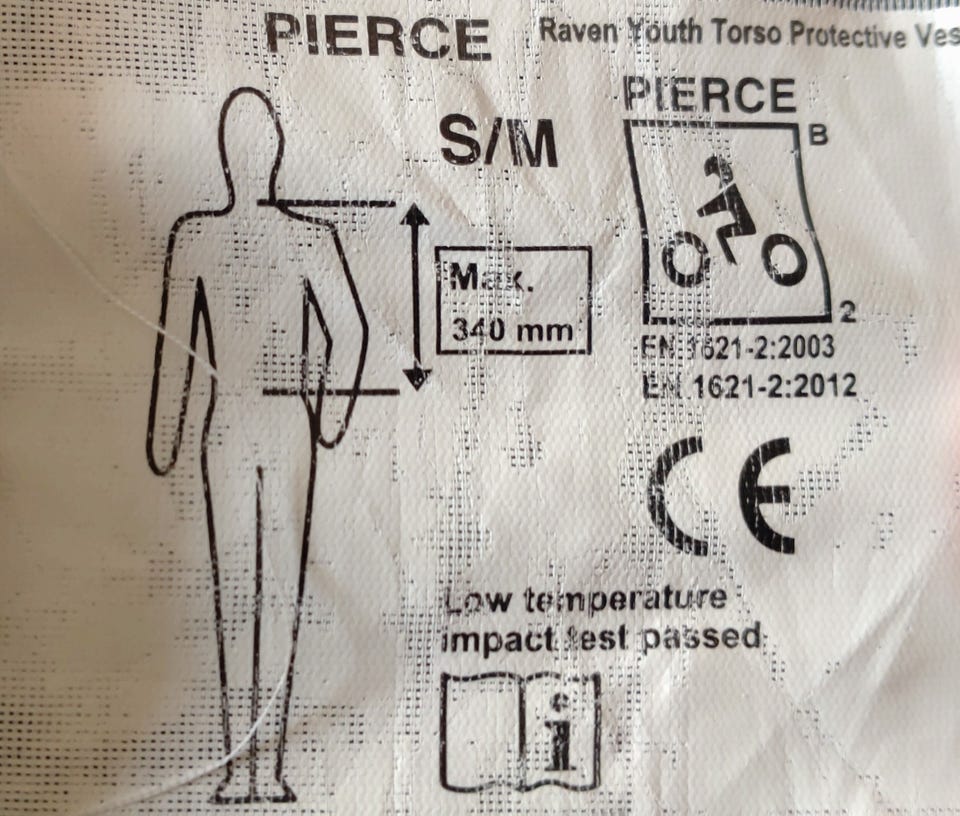 PIERCE
Raven Youth Torso Protective Ves
S/M
PIERCE
B
Max.
340 mm
2
EN 1621-2:2003
EN 1621-2:2012
CE
Low temperature
impact test passed
i